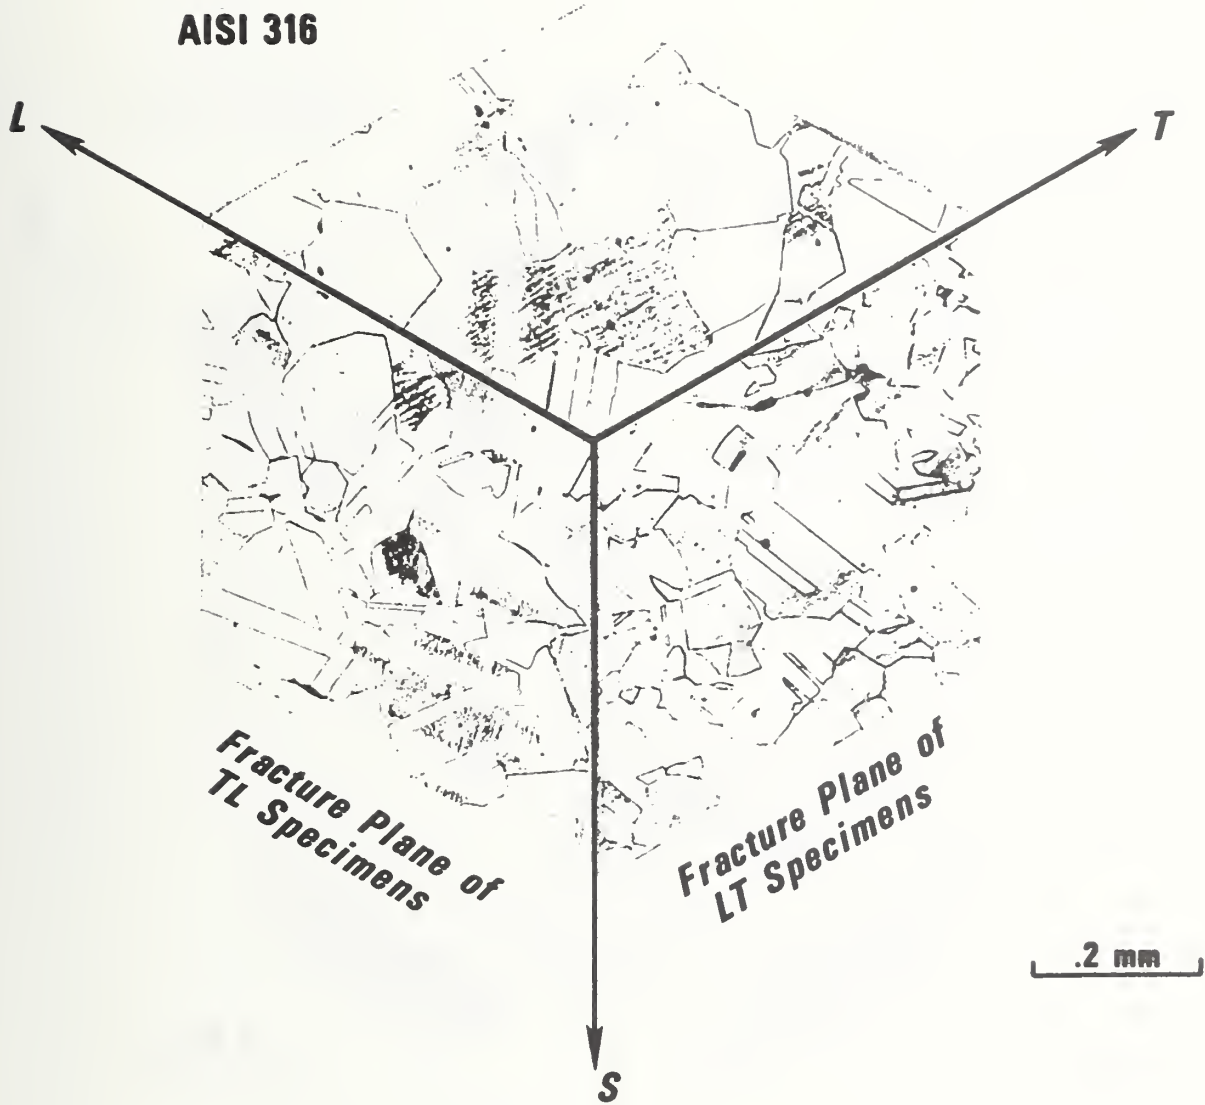 AISI 316
L
T
Fracture Plane of
TL Specimens
Fracture Plane of
LT Specimens
.2 mm
S